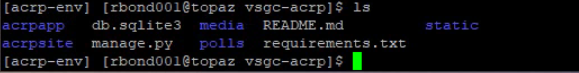 [acrp-env] [rbond001@topaz vsgc-acrp]$ ls
acrpapp db.sqlite3 media README.md static
acrpsite manage.py polls requirements.txt
[acrp-env] [rbond001@topaz vsgc-acrp]$